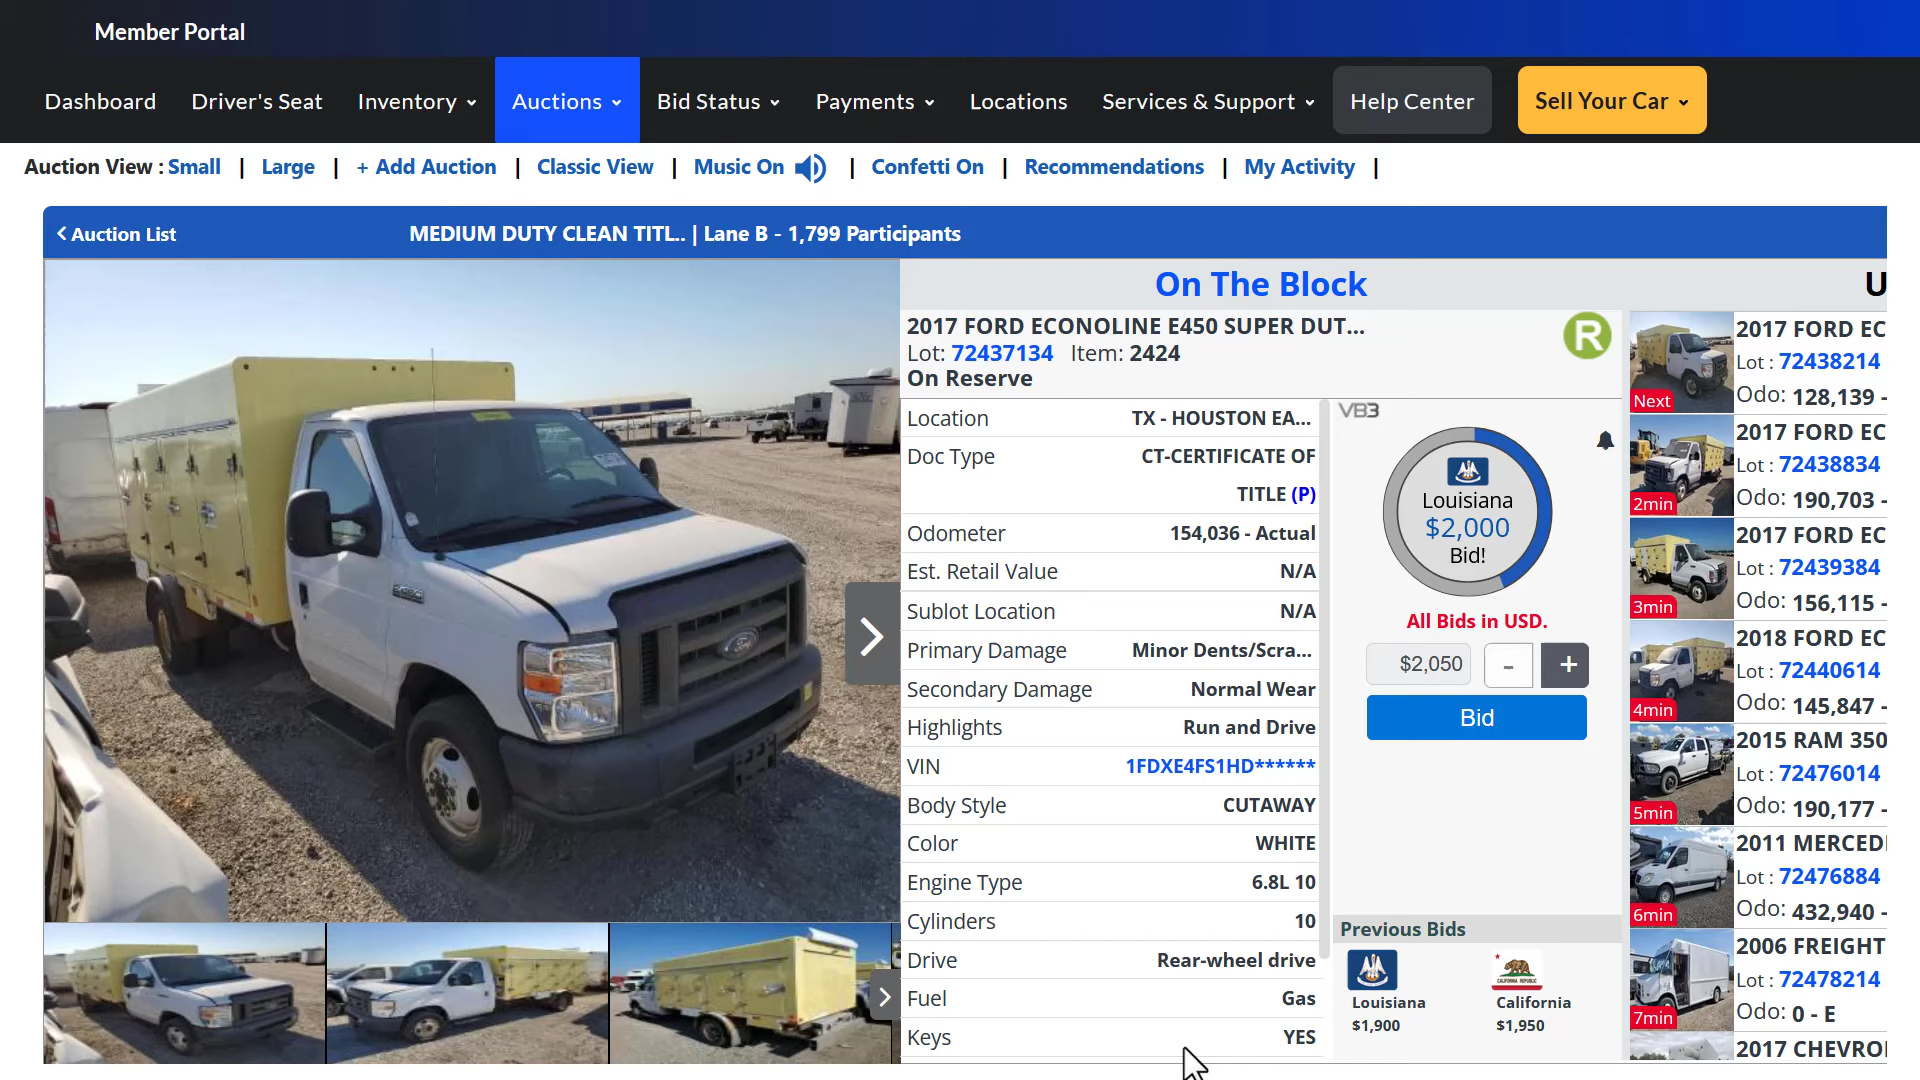 Member Portal
Dashboard
Driver's Seat
Inventory
Auctions
Bid Status
Payments
Locations
Services & Support
Help Center
Sell Your Car
Auction View : Small | Large | + Add Auction | Classic View | Music On | Confetti On | Recommendations | My Activity |
Auction List
MEDIUM DUTY CLEAN TITL.. | Lane B - 1,799 Participants
On The Block
2017 FORD ECONOLINE E450 SUPER DUT...
Lot: 72437134 Item: 2424
On Reserve
R
Location TX - HOUSTON EA...
Doc Type CT-CERTIFICATE OF
TITLE (P)
Odometer 154,036 - Actual
Est. Retail Value N/A
Sublot Location N/A
Primary Damage Minor Dents/Scra...
Secondary Damage Normal Wear
Highlights Run and Drive
VIN 1FDXE4FS1HD******
Body Style CUTAWAY
Color WHITE
Engine Type 6.8L 10
Cylinders 10
Drive Rear-wheel drive
Fuel Gas
Keys YES
VB3
Louisiana
$2,000
Bid!
All Bids in USD.
$2,050
-
+
Bid
Previous Bids
Louisiana
$1,900
California
$1,950
U
2017 FORD EC
Lot : 72438214
Odo: 128,139 -
Next
2017 FORD EC
Lot : 72438834
Odo: 190,703 -
2min
2017 FORD EC
Lot : 72439384
Odo: 156,115 -
3min
2018 FORD EC
Lot : 72440614
Odo: 145,847 -
4min
2015 RAM 350
Lot : 72476014
Odo: 190,177 -
5min
2011 MERCED
Lot : 72476884
Odo: 432,940 -
6min
2006 FREIGHT
Lot : 72478214
Odo: 0 - E
7min
2017 CHEVRO